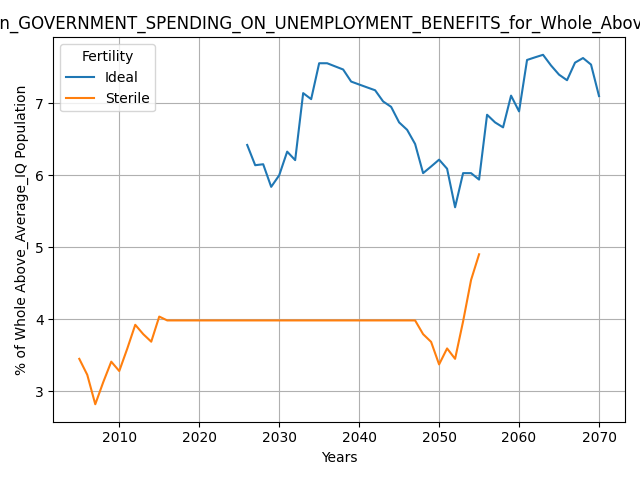 n_GOVERNMENT_SPENDING_ON_UNEMPLOYMENT_BENEFITS_for_Whole_Abov
Fertility
Ideal
Sterile
% of Whole Above_Average_IQ Population
7
6
5
4
3
2010 2020 2030 2040 2050 2060 2070
Years